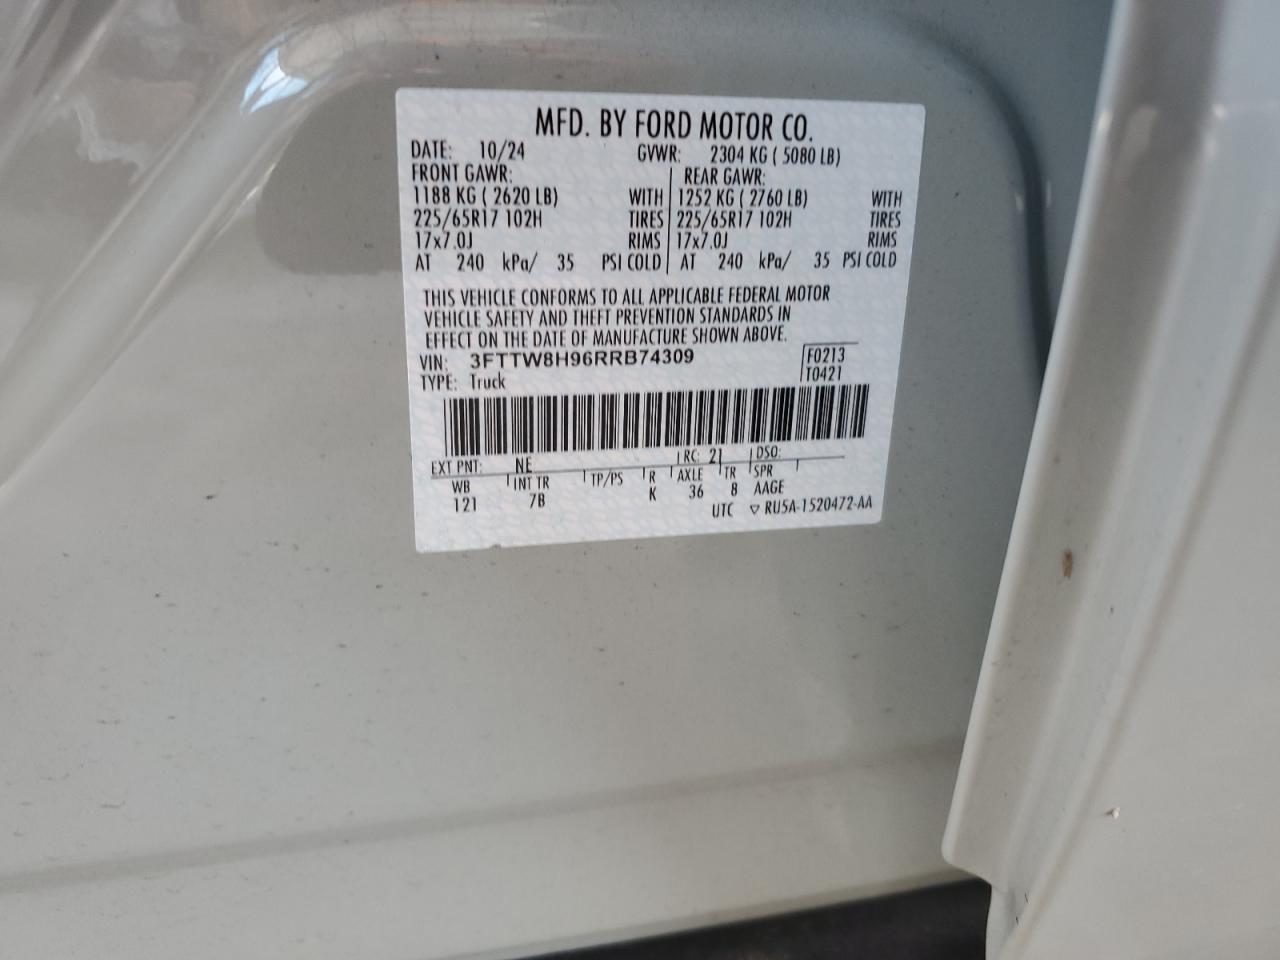 MFD. BY FORD MOTOR CO.
DATE: 10/24 GVWR: 2304 KG ( 5080 LB)
FRONT GAWR: REAR GAWR:
1188 KG ( 2620 LB) WITH 1252 KG ( 2760 LB) WITH
225/65R17 102H TIRES 225/65R17 102H TIRES
17x7.0J RIMS 17x7.0J RIMS
AT 240 kPa/ 35 PSI COLD AT 240 kPa/ 35 PSI COLD
THIS VEHICLE CONFORMS TO ALL APPLICABLE FEDERAL MOTOR
VEHICLE SAFETY AND THEFT PREVENTION STANDARDS IN
EFFECT ON THE DATE OF MANUFACTURE SHOWN ABOVE.
VIN: 3FTTW8H96RRB74309 F0213
TYPE: Truck T0421
EXT PNT: NE RC: 21 DSO:
WB INT TR TP/PS R AXLE TR SPR
121 7B K 36 8 AAGE
UTC ▽ RU5A-1520472-AA